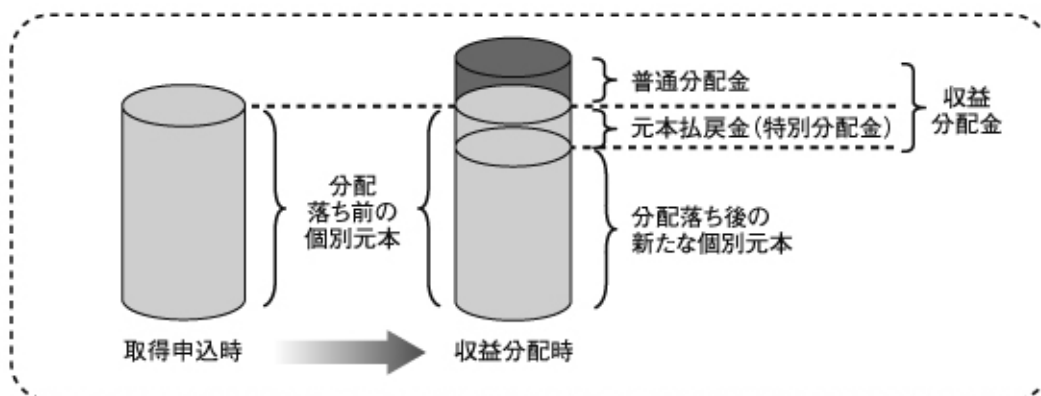 普通分配金
元本払戻金(特別分配金)
収益
分配金
分配
落ち前の
個別元本
分配落ち後の
新たな個別元本
取得申込時
収益分配時